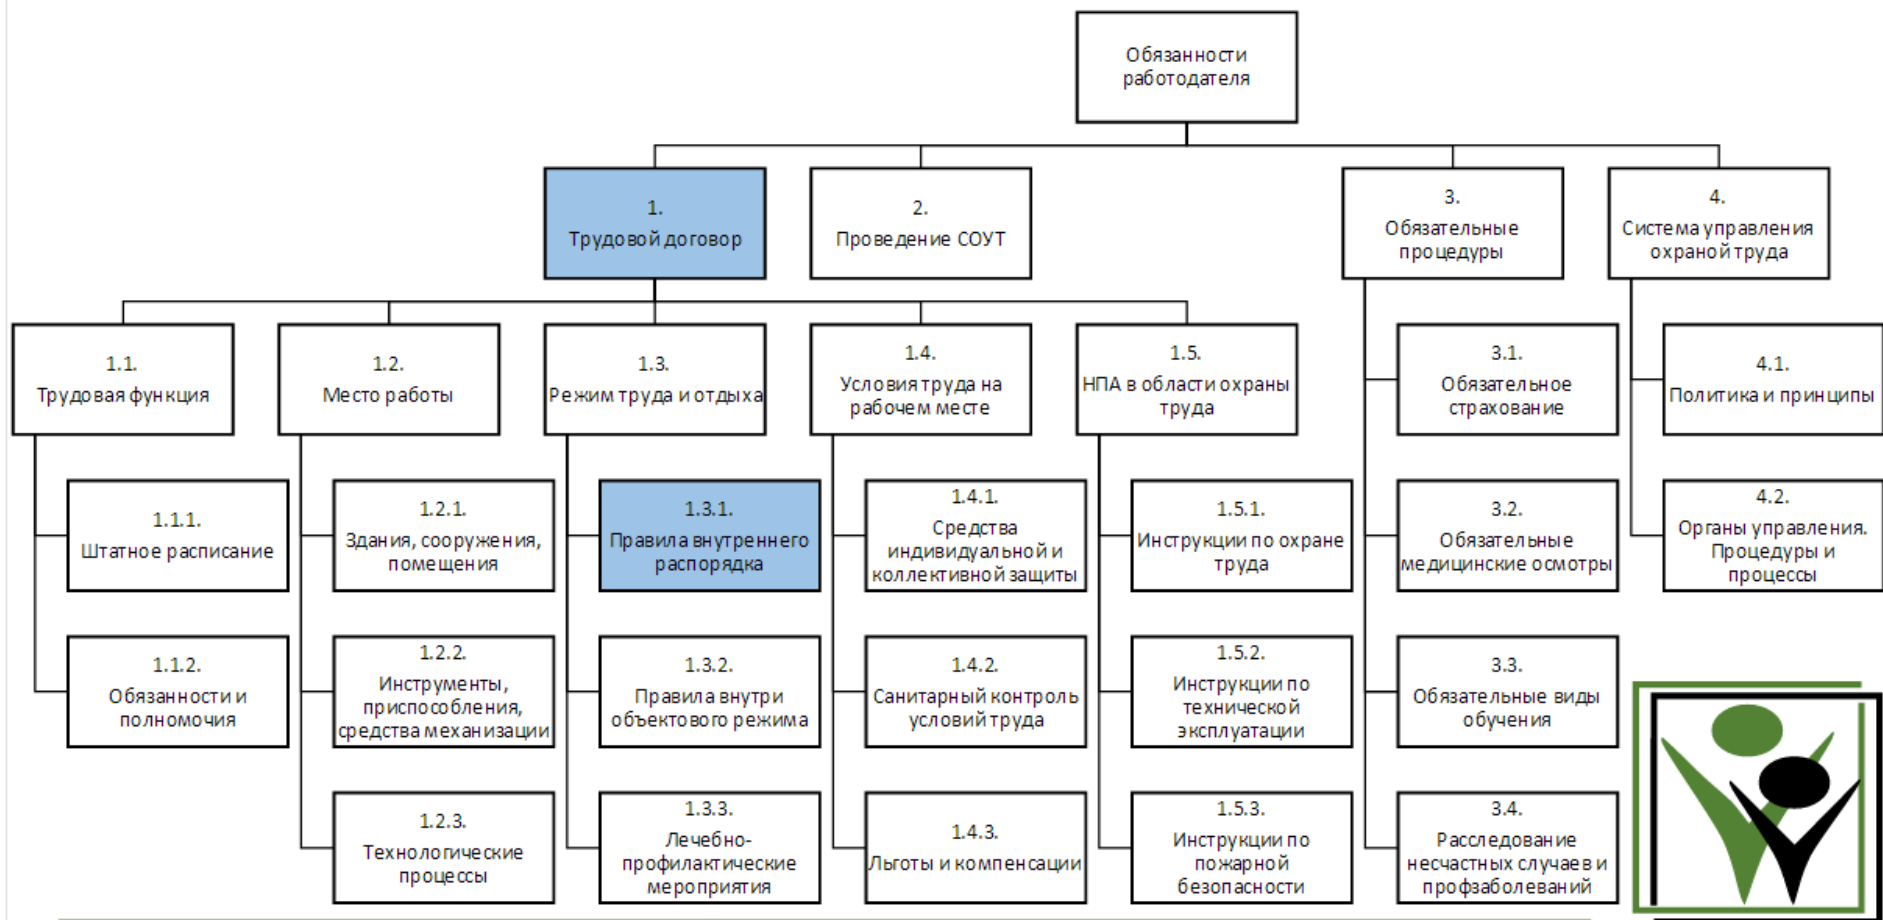 Обязанности
работодателя
1.
Трудовой договор
2.
Проведение СОУТ
3.
Обязательные
процедуры
4.
Система управления
охраной труда
1.1.
Трудовая функция
1.2.
Место работы
1.3.
Режим труда и отдыха
1.4.
Условия труда на
рабочем месте
1.5.
НПА в области охраны
труда
3.1.
Обязательное
страхование
4.1.
Политика и принципы
1.1.1.
Штатное расписание
1.2.1.
Здания, сооружения,
помещения
1.3.1.
Правила внутреннего
распорядка
1.4.1.
Средства
индивидуальной и
коллективной защиты
1.5.1.
Инструкции по охране
труда
3.2.
Обязательные
медицинские осмотры
4.2.
Органы управления.
Процедуры и
процессы
1.1.2.
Обязанности и
полномочия
1.2.2.
Инструменты,
приспособления,
средства механизации
1.3.2.
Правила внутри
объектового режима
1.4.2.
Санитарный контроль
условий труда
1.5.2.
Инструкции по
технической
эксплуатации
3.3.
Обязательные виды
обучения
1.2.3.
Технологические
процессы
1.3.3.
Лечебно-
профилактические
мероприятия
1.4.3.
Льготы и компенсации
1.5.3.
Инструкции по
пожарной
безопасности
3.4.
Расследование
несчастных случаев и
профзаболеваний